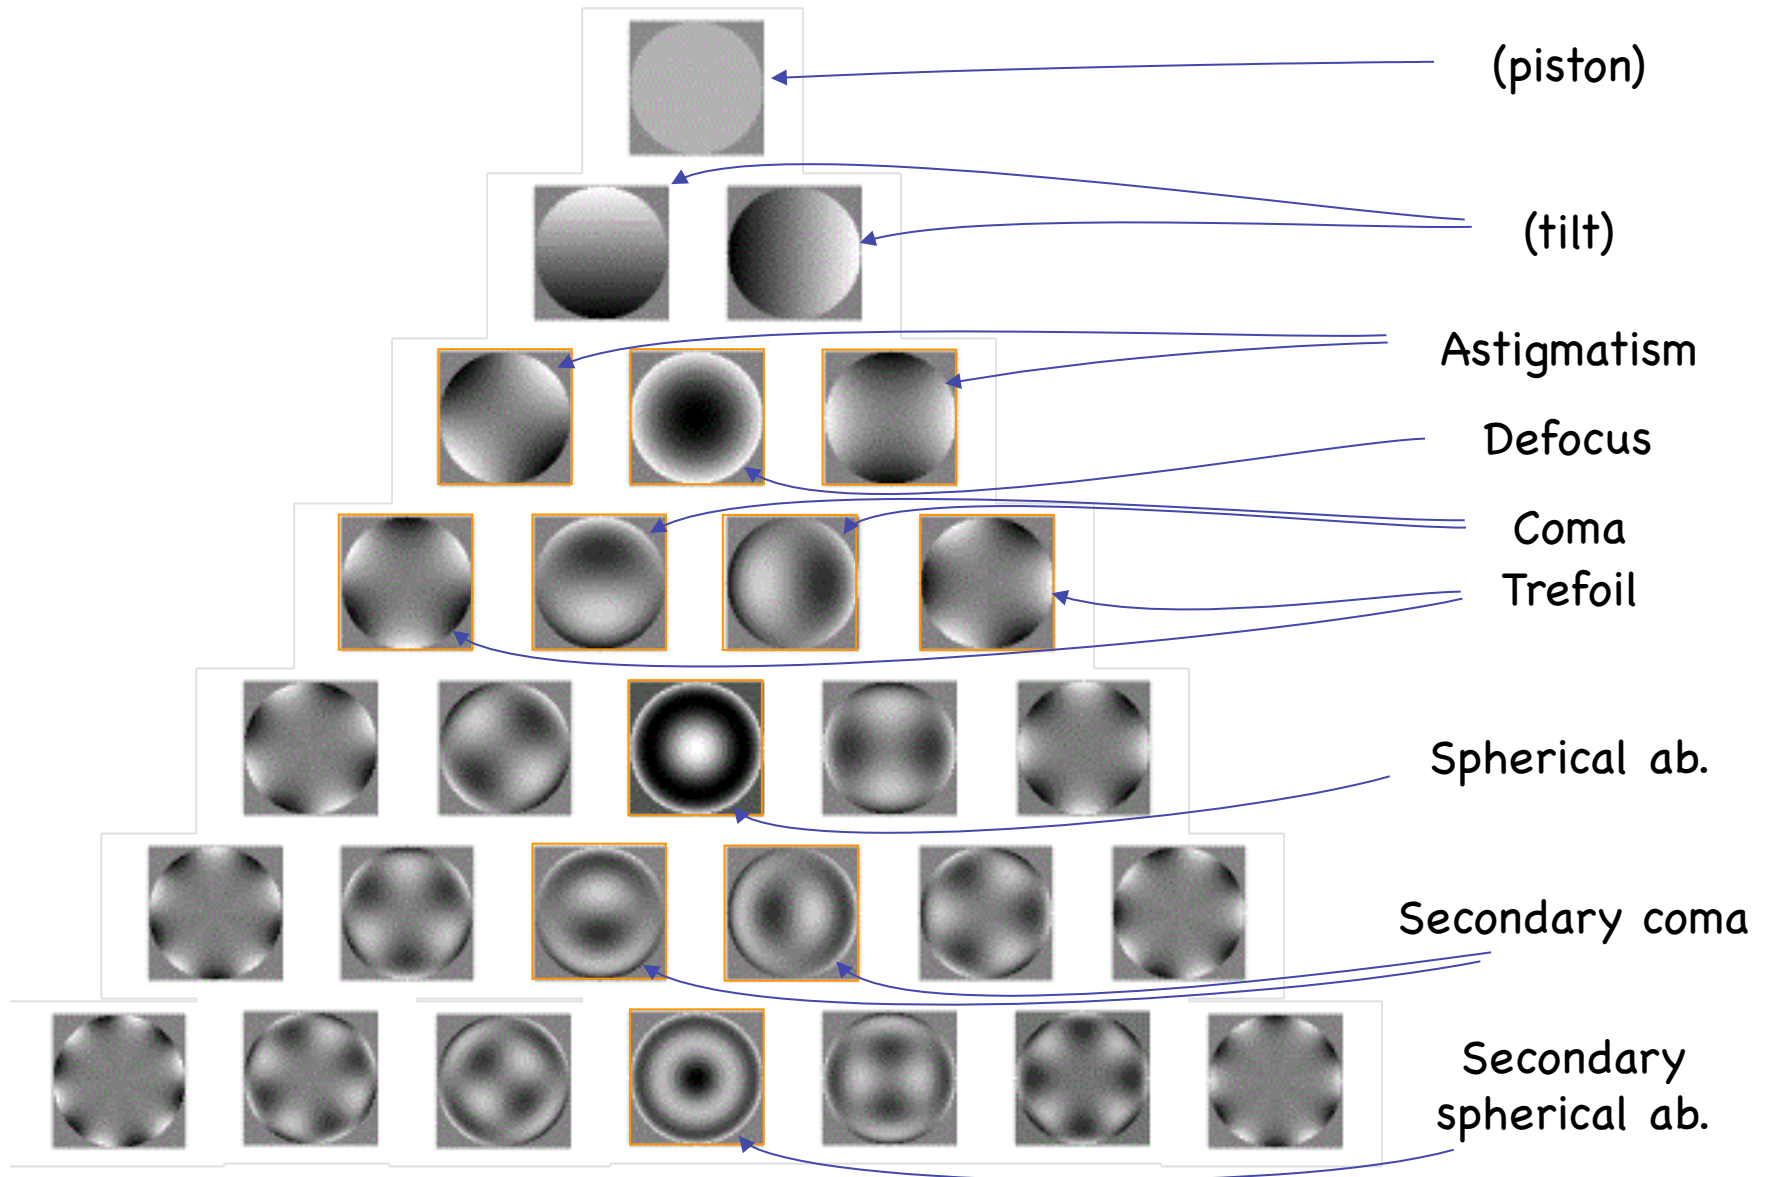 (piston)
(tilt)
Astigmatism
Defocus
Coma
Trefoil
Spherical ab.
Secondary coma
Secondary
spherical ab.